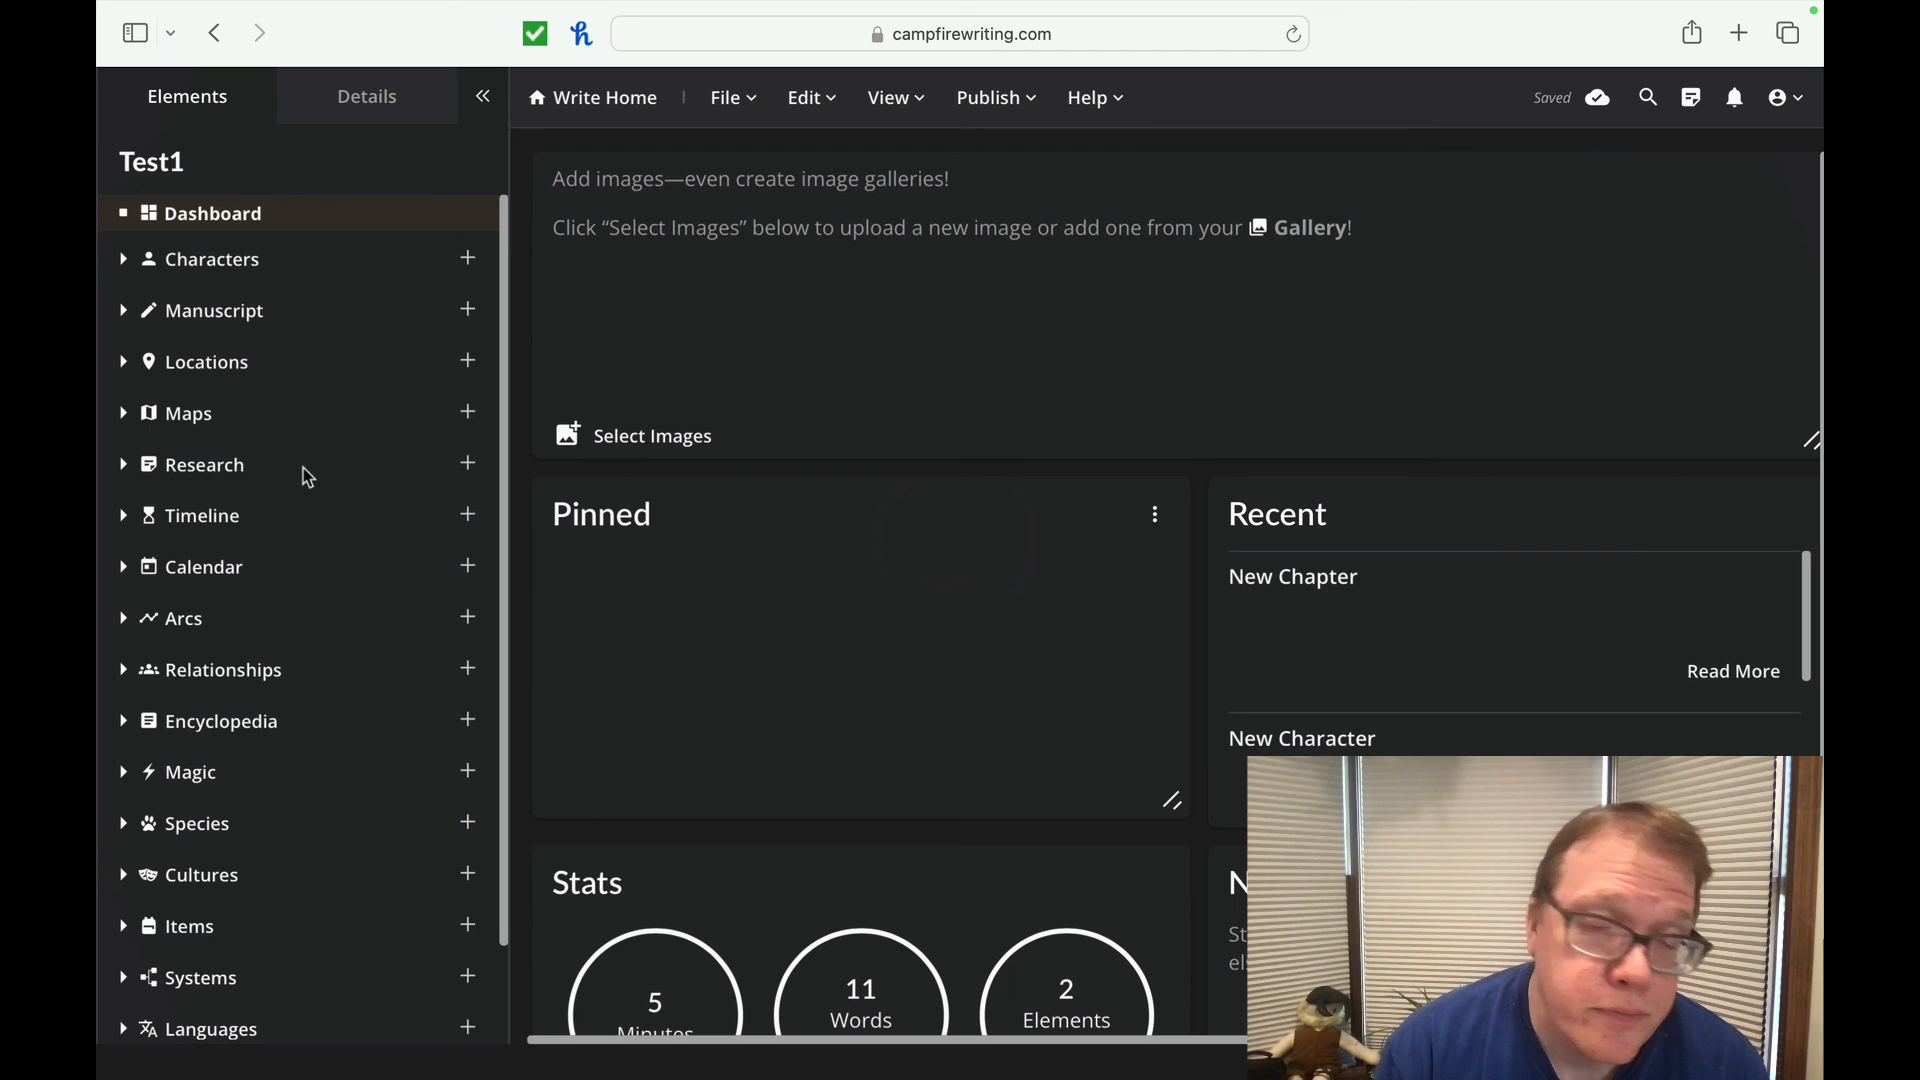 campfirewriting.com
Elements
Details
Write Home
File
Edit
View
Publish
Help
Saved
Test1
Dashboard
Characters
Manuscript
Locations
Maps
Research
Timeline
Calendar
Arcs
Relationships
Encyclopedia
Magic
Species
Cultures
Items
Systems
Languages
Add images—even create image galleries!
Click “Select Images” below to upload a new image or add one from your Gallery!
Select Images
Pinned
Recent
New Chapter
Read More
New Character
Stats
5
Minutes
11
Words
2
Elements